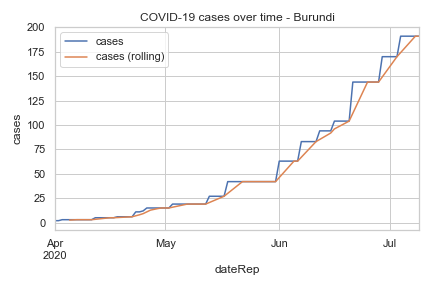 COVID-19 cases over time - Burundi
cases
cases (rolling)
200
175
150
125
100
75
50
25
0
cases
Apr
2020
May
Jun
Jul
dateRep